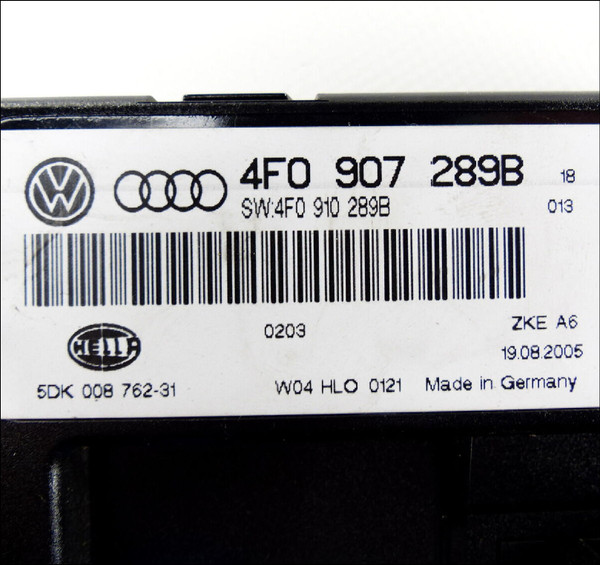 4F0 907 289B 18
SW:4F0 910 289B 013
0203 ZKE A6
HELLA 19.08.2005
5DK 008 762-31 W04 HLO 0121 Made in Germany